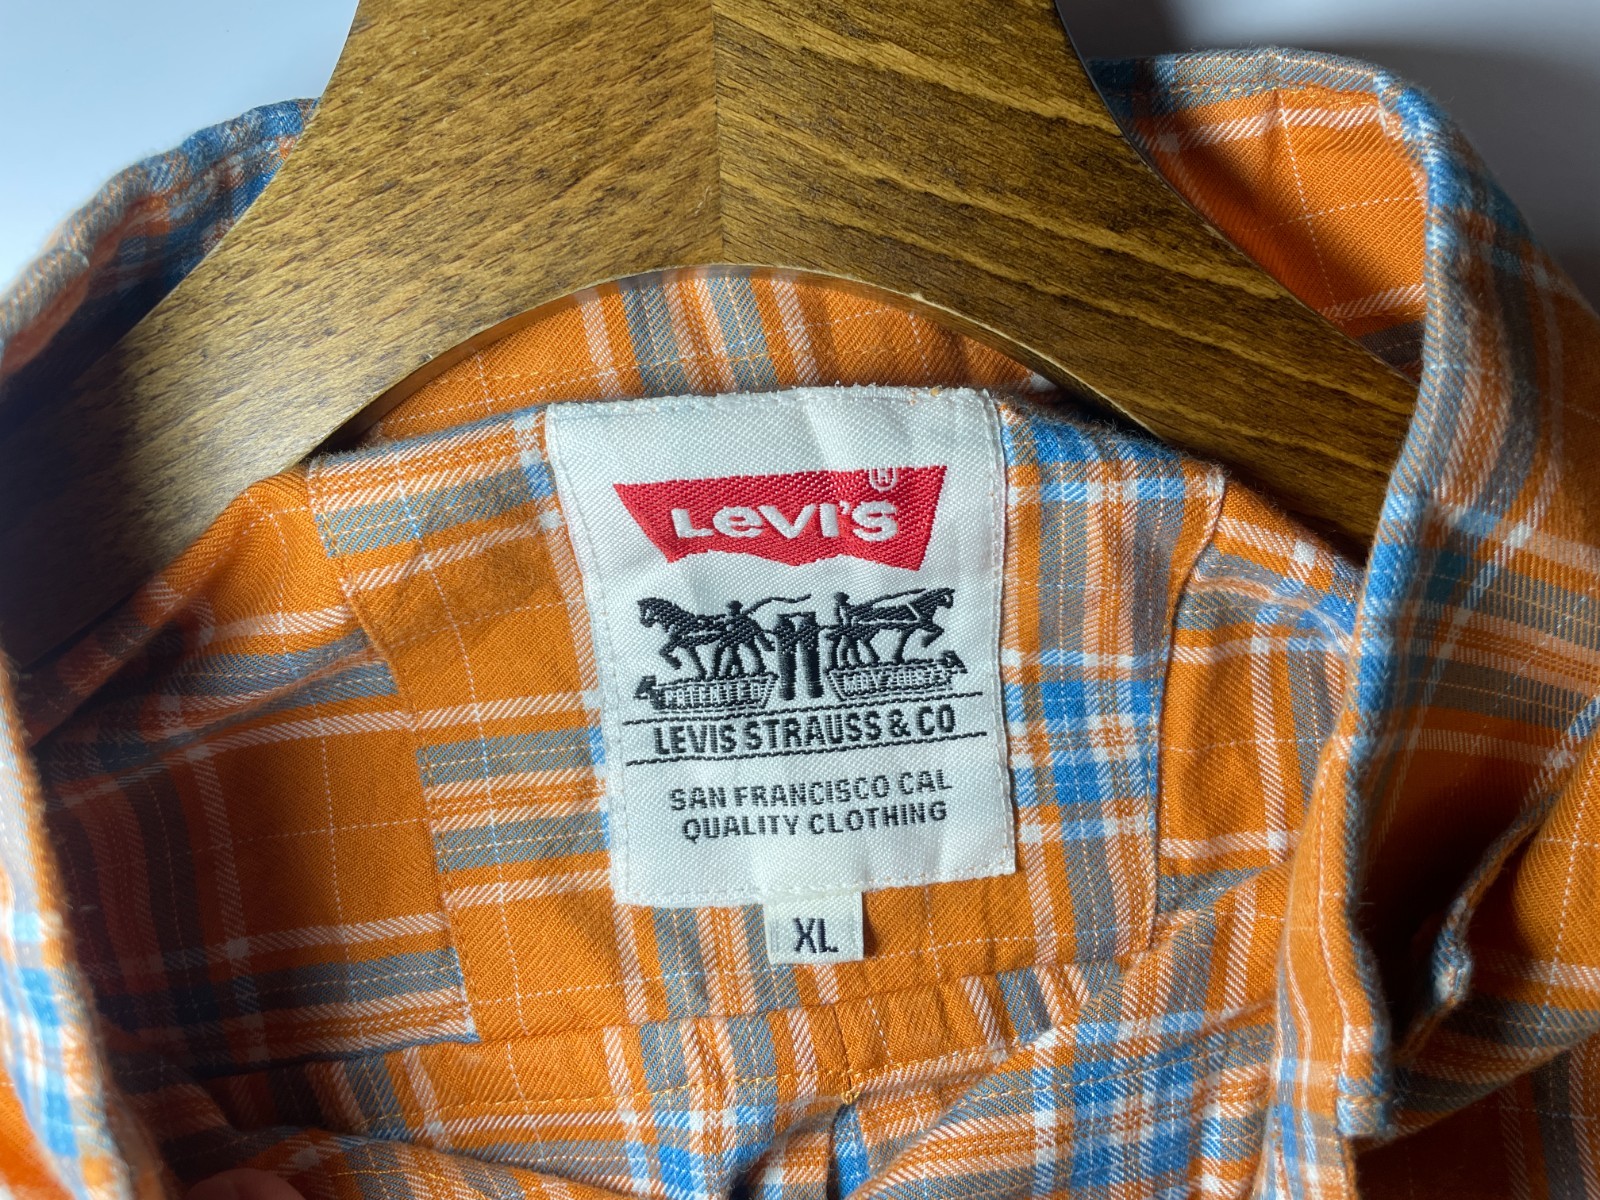 LEVI'S
®
LEVIS STRAUSS & CO
SAN FRANCISCO CAL
QUALITY CLOTHING
XL